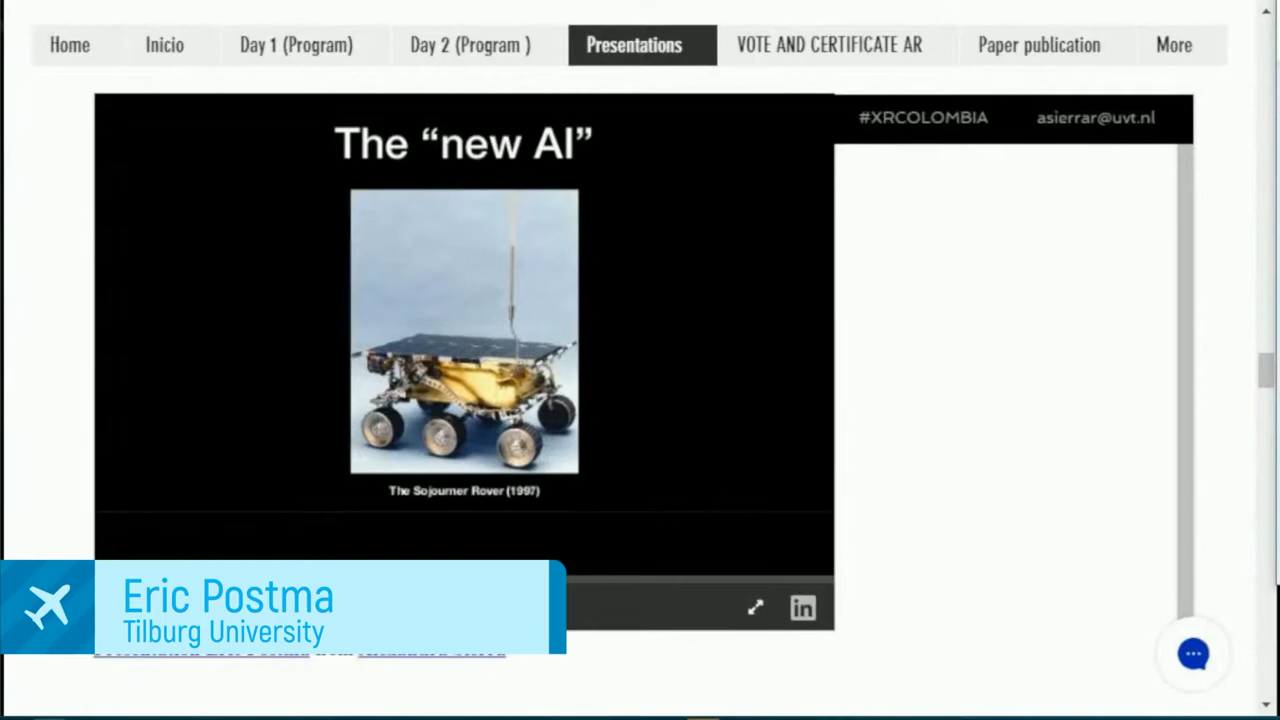 Home Inicio Day 1 (Program) Day 2 (Program ) Presentations VOTE AND CERTIFICATE AR Paper publication More
#XRCOLOMBIA asierrar@uvt.nl
The “new AI”
The Sojourner Rover (1997)
in
Eric Postma
Tilburg University